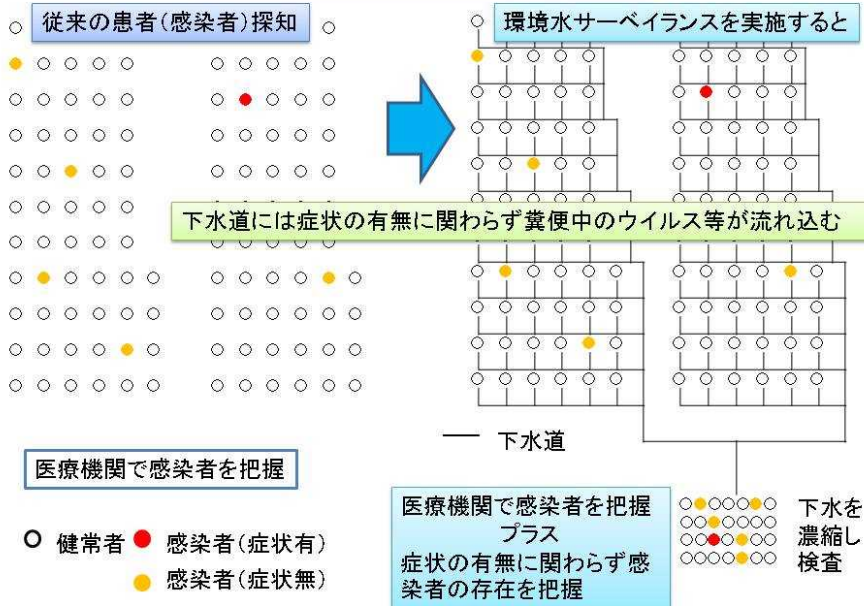 従来の患者(感染者)探知
環境水サーベイランスを実施すると
下水道には症状の有無に関わらず糞便中のウイルス等が流れ込む
下水道
医療機関で感染者を把握
健常者
感染者(症状有)
感染者(症状無)
医療機関で感染者を把握
プラス
症状の有無に関わらず感
染者の存在を把握
下水を
濃縮し
検査